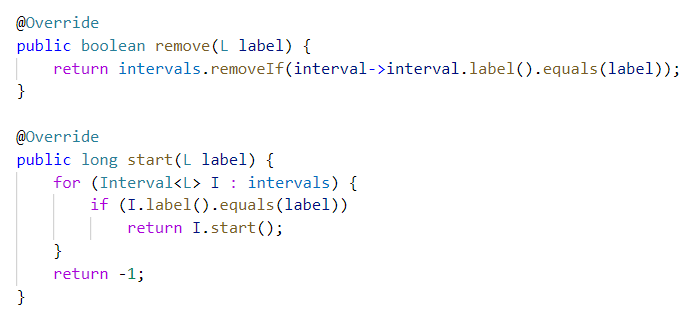 @Override
public boolean remove(L label) {
    return intervals.removeIf(interval->interval.label().equals(label));
}
@Override
public long start(L label) {
    for (Interval<L> I : intervals) {
        if (I.label().equals(label))
            return I.start();
    }
    return -1;
}